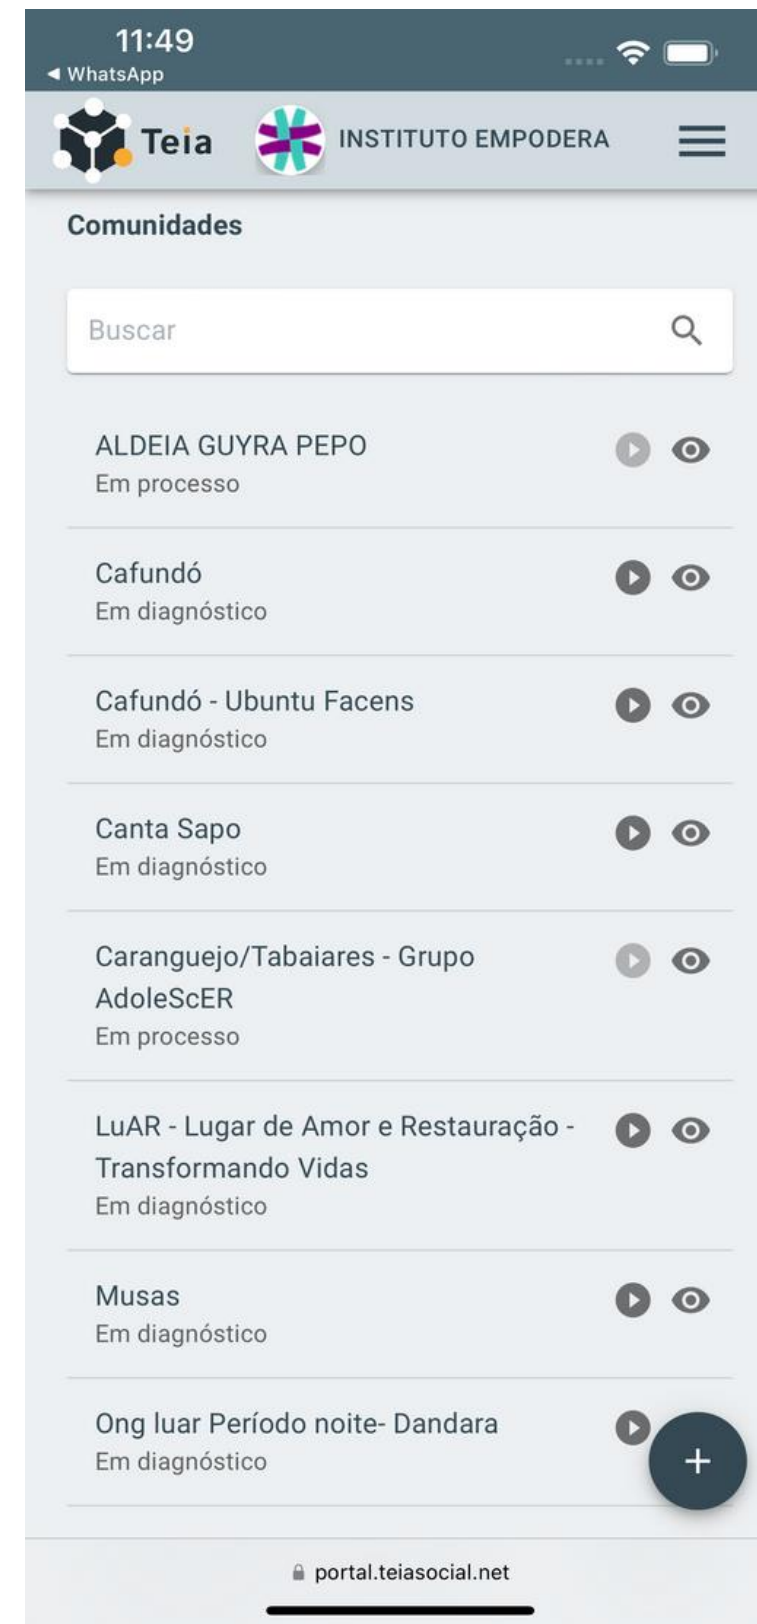 11:49
◀ WhatsApp
Teia
INSTITUTO EMPODERA
Comunidades
Buscar
ALDEIA GUYRA PEPO
Em processo
Cafundó
Em diagnóstico
Cafundó - Ubuntu Facens
Em diagnóstico
Canta Sapo
Em diagnóstico
Caranguejo/Tabaiares - Grupo
AdoleScER
Em processo
LuAR - Lugar de Amor e Restauração -
Transformando Vidas
Em diagnóstico
Musas
Em diagnóstico
Ong luar Período noite- Dandara
Em diagnóstico
+
portal.teiasocial.net